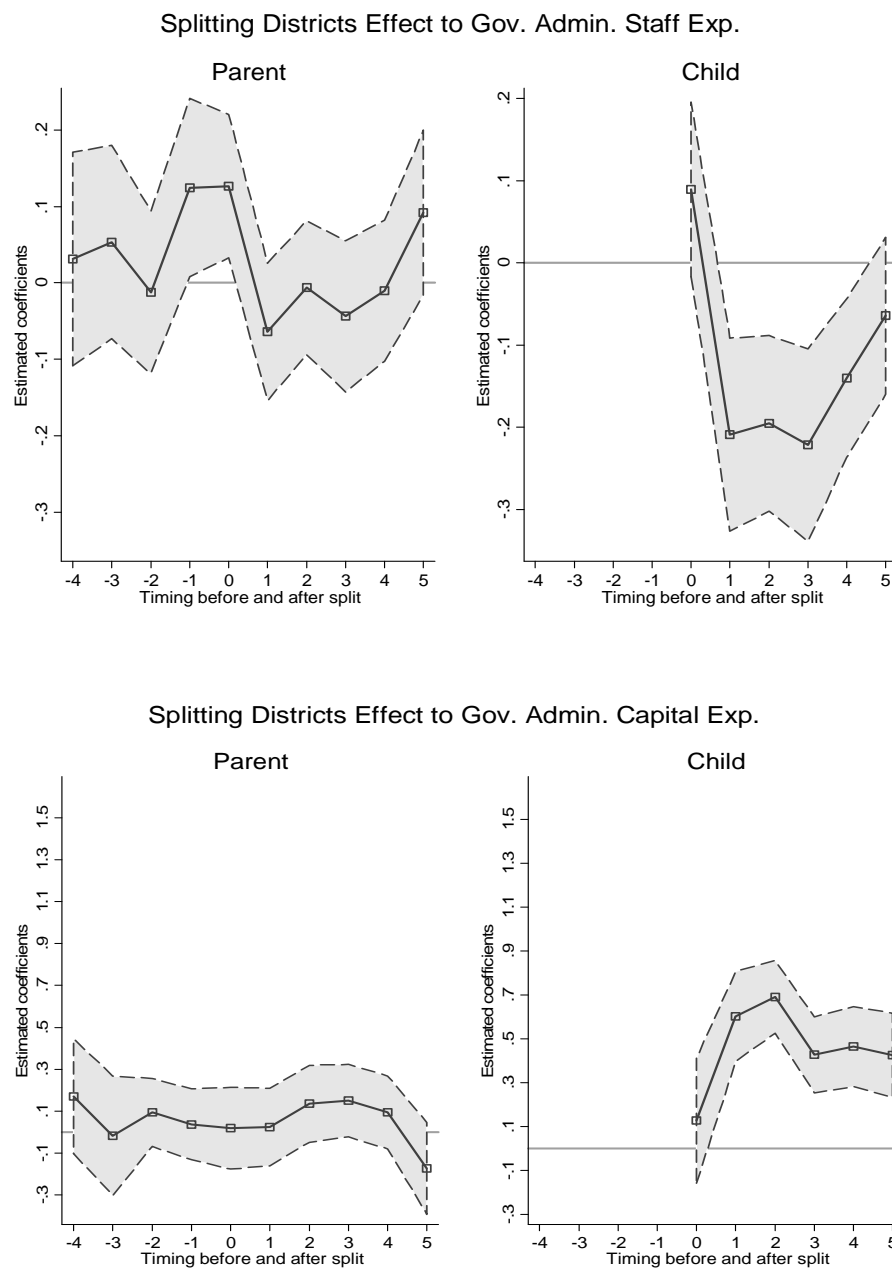 Splitting Districts Effect to Gov. Admin. Staff Exp.
Parent
Estimated coefficients
.2
.1
0
-.1
-.2
-.3
-4 -3 -2 -1 0 1 2 3 4 5
Timing before and after split
Child
Estimated coefficients
.2
.1
0
-.1
-.2
-.3
-4 -3 -2 -1 0 1 2 3 4 5
Timing before and after split
Splitting Districts Effect to Gov. Admin. Capital Exp.
Parent
Estimated coefficients
1.5
1.3
1.1
.9
.7
.5
.3
.1
-.1
-.3
-4 -3 -2 -1 0 1 2 3 4 5
Timing before and after split
Child
Estimated coefficients
1.5
1.3
1.1
.9
.7
.5
.3
.1
-.1
-.3
-4 -3 -2 -1 0 1 2 3 4 5
Timing before and after split